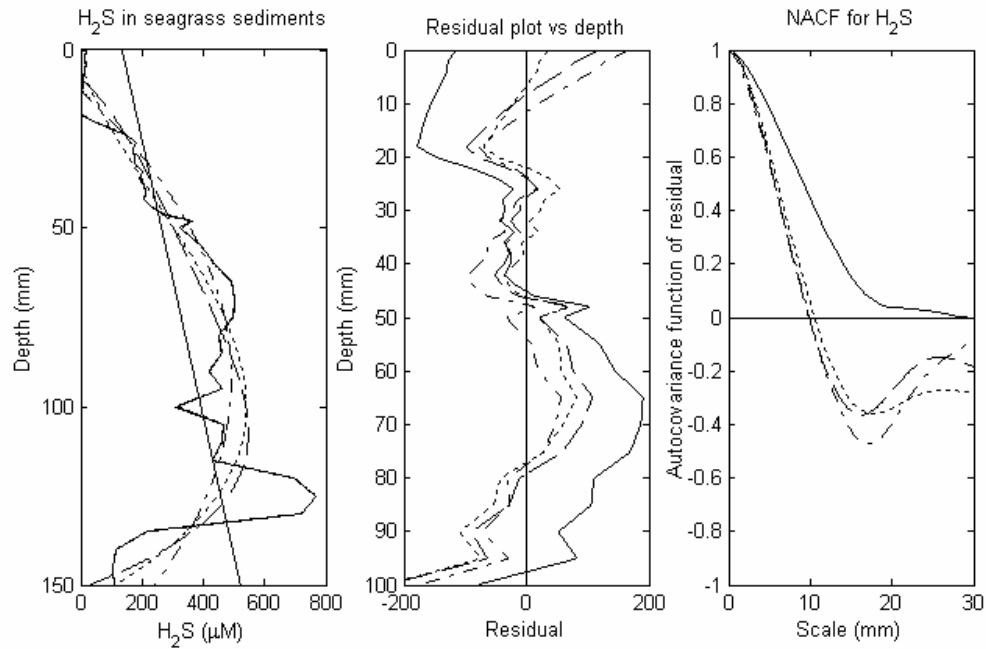 H₂S in seagrass sediments
0
50
100
150
Depth (mm)
0 200 400 600 800
H₂S (µM)
Residual plot vs depth
0
10
20
30
40
50
60
70
80
90
100
Depth (mm)
-200 0 200
Residual
NACF for H₂S
1
0.8
0.6
0.4
0.2
0
-0.2
-0.4
-0.6
-0.8
-1
Autocovariance function of residual
0 10 20 30
Scale (mm)